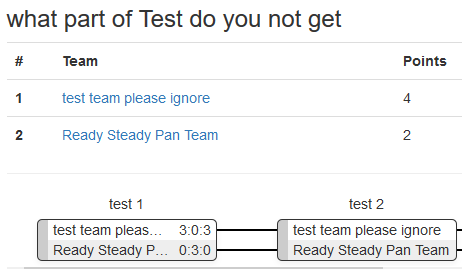 what part of Test do you not get
# Team Points
1 test team please ignore 4
2 Ready Steady Pan Team 2
test 1 test 2
test team pleas... 3:0:3 test team please ignore
Ready Steady P... 0:3:0 Ready Steady Pan Team